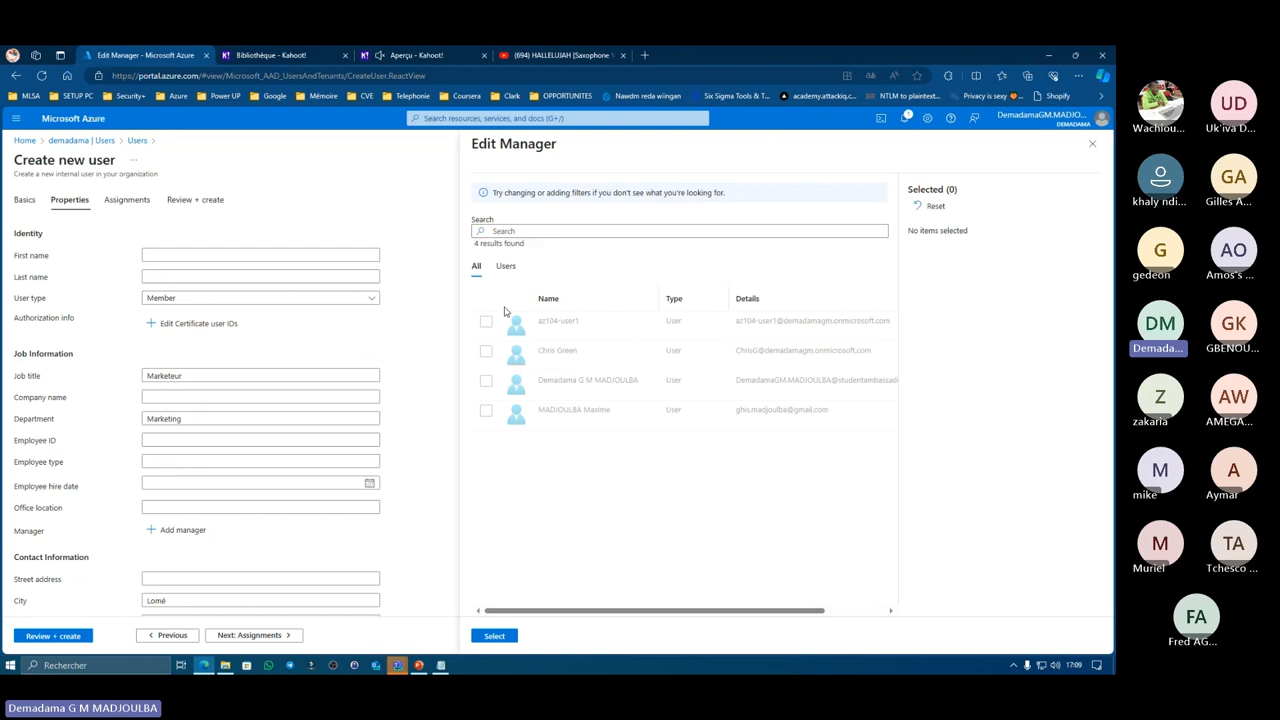 Edit Manager - Microsoft Azure
Bibliothèque - Kahoot!
Aperçu - Kahoot!
(694) HALLELUJAH [Saxophone
https://portal.azure.com/#view/Microsoft_AAD_UsersAndTenants/CreateUser.ReactView
MLSA SETUP PC Security+ Azure Power UP Google Mémoire CVE Telephonie Coursera Clark OPPORTUNITES Nawdm reda wiingan Six Sigma Tools & T... academy.attackiq.c... NTLM to plaintext... Privacy is sexy Shopify
Microsoft Azure
Search resources, services, and docs (G+/)
1
DemadamaGM.MADJO...
DEMADAMA
Home > demadama | Users > Users >
Create new user ...
Create a new internal user in your organization
Basics Properties Assignments Review + create
Identity
First name
Last name
User type Member
Authorization info
+ Edit Certificate user IDs
Job Information
Job title Marketeur
Company name
Department Marketing
Employee ID
Employee type
Employee hire date
Office location
Manager + Add manager
Contact Information
Street address
City Lomé
Review + create < Previous Next: Assignments >
Edit Manager
Try changing or adding filters if you don't see what you're looking for.
Search
Search
4 results found
All Users
Name Type Details
az104-user1 User az104-user1@demadamagm.onmicrosoft.com
Chris Green User ChrisG@demadamagm.onmicrosoft.com
Demadama G M MADJOULBA User DemadamaGM.MADJOULBA@studentambassad
MADJOULBA Maxime User ghis.madjoulba@gmail.com
Select
Selected (0)
Reset
No items selected
Rechercher
17:09
Wachlou...
UD
Uk'iva D...
khaly ndi...
GA
Gilles A...
G
gedeon
AO
Amos's ...
DM
Demada...
GK
GBENOU...
Z
zakaria
AW
AMEGA...
M
mike
A
Aymar
M
Muriel
TA
Tchesco ...
FA
Fred AG...
Demadama G M MADJOULBA